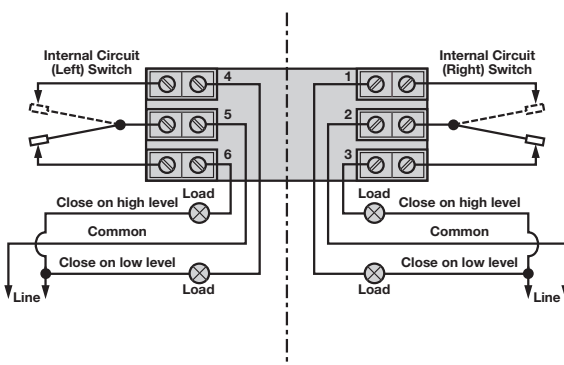 Internal Circuit
(Left) Switch
Internal Circuit
(Right) Switch
4
1
5
2
6
3
Load
Load
Close on high level
Close on high level
Common
Common
Close on low level
Close on low level
Load
Load
Line
Line